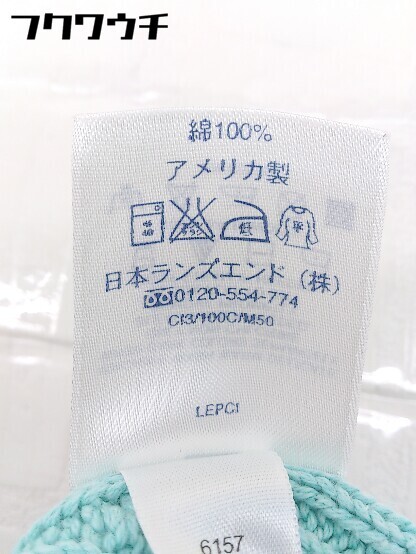 フクワウチ
綿100%
アメリカ製
低
日本ランズエンド（株）
0120-554-774
CI3/100C/M50
LEPCI
6157